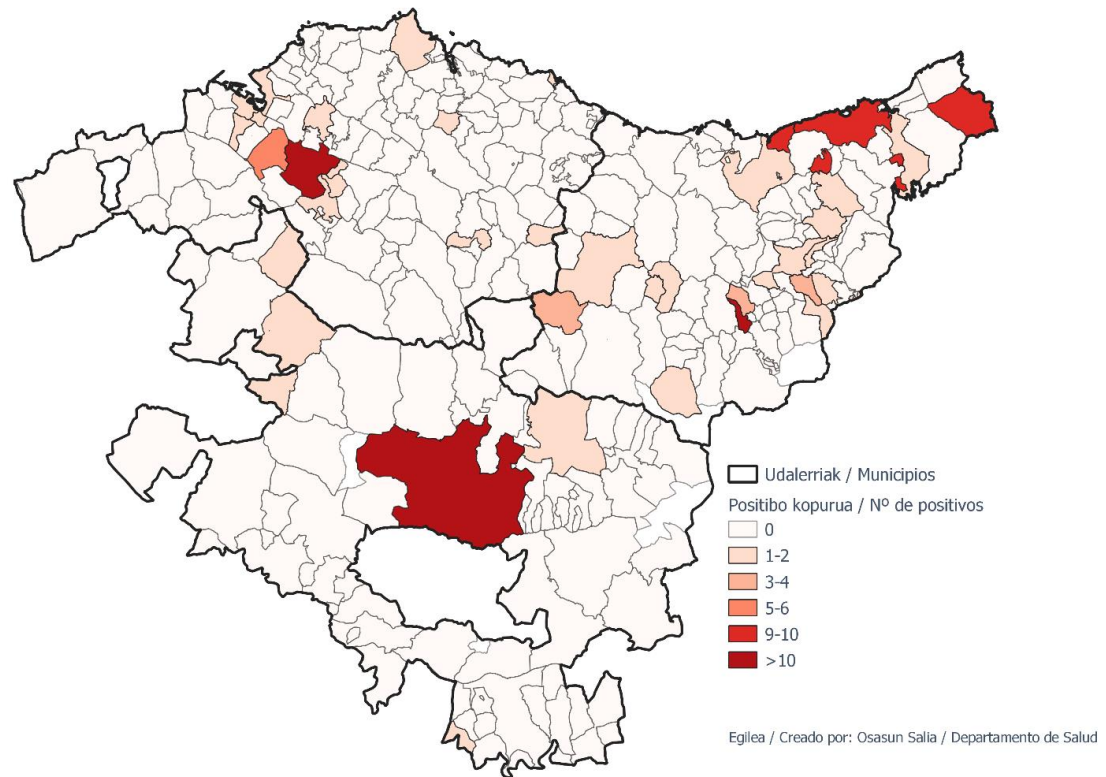 Udalerriak / Municipios
Positibo kopurua / Nº de positivos
0
1-2
3-4
5-6
9-10
>10
Egilea / Creado por: Osasun Salia / Departamento de Salud